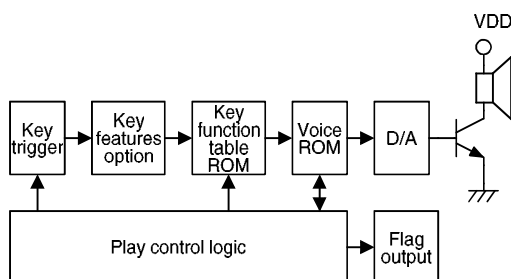 VDD
Key
trigger
Key
features
option
Key
function
table
ROM
Voice
ROM
D/A
Play control logic
Flag
output